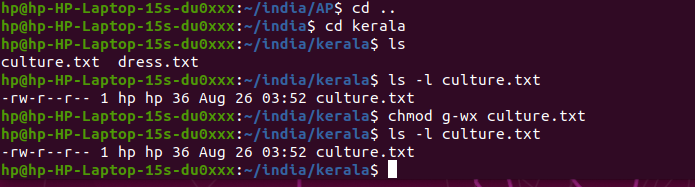 hp@hp-HP-Laptop-15s-du0xxx:~/india/AP$ cd ..
hp@hp-HP-Laptop-15s-du0xxx:~/india$ cd kerala
hp@hp-HP-Laptop-15s-du0xxx:~/india/kerala$ ls
culture.txt  dress.txt
hp@hp-HP-Laptop-15s-du0xxx:~/india/kerala$ ls -l culture.txt
-rw-r--r-- 1 hp hp 36 Aug 26 03:52 culture.txt
hp@hp-HP-Laptop-15s-du0xxx:~/india/kerala$ chmod g-wx culture.txt
hp@hp-HP-Laptop-15s-du0xxx:~/india/kerala$ ls -l culture.txt
-rw-r--r-- 1 hp hp 36 Aug 26 03:52 culture.txt
hp@hp-HP-Laptop-15s-du0xxx:~/india/kerala$